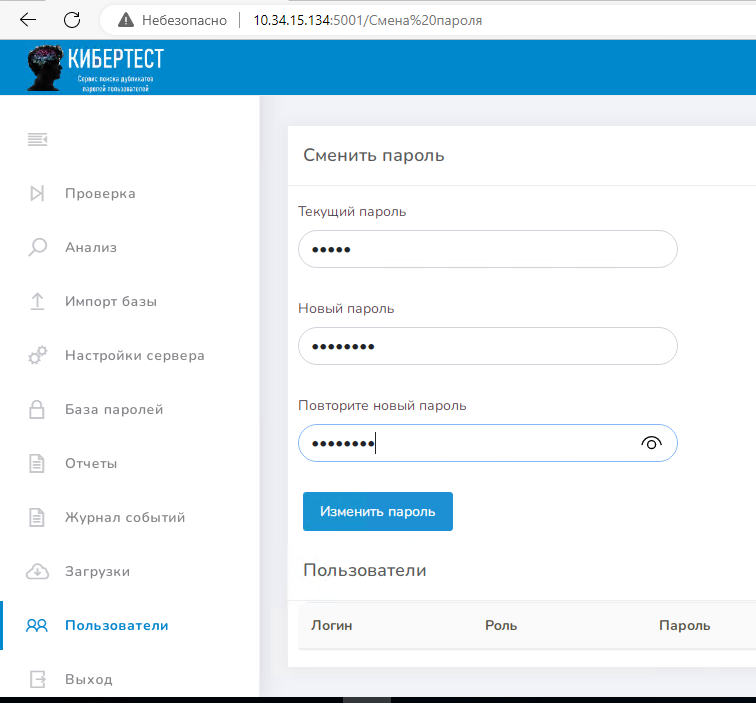 Небезопасно 10.34.15.134:5001/Смена%20пароля
КИБЕРТЕСТ
Сервис поиска дубликатов
паролей пользователей
Проверка
Анализ
Импорт базы
Настройки сервера
База паролей
Отчеты
Журнал событий
Загрузки
Пользователи
Выход
Сменить пароль
Текущий пароль
Новый пароль
Повторите новый пароль
Изменить пароль
Пользователи
Логин Роль Пароль